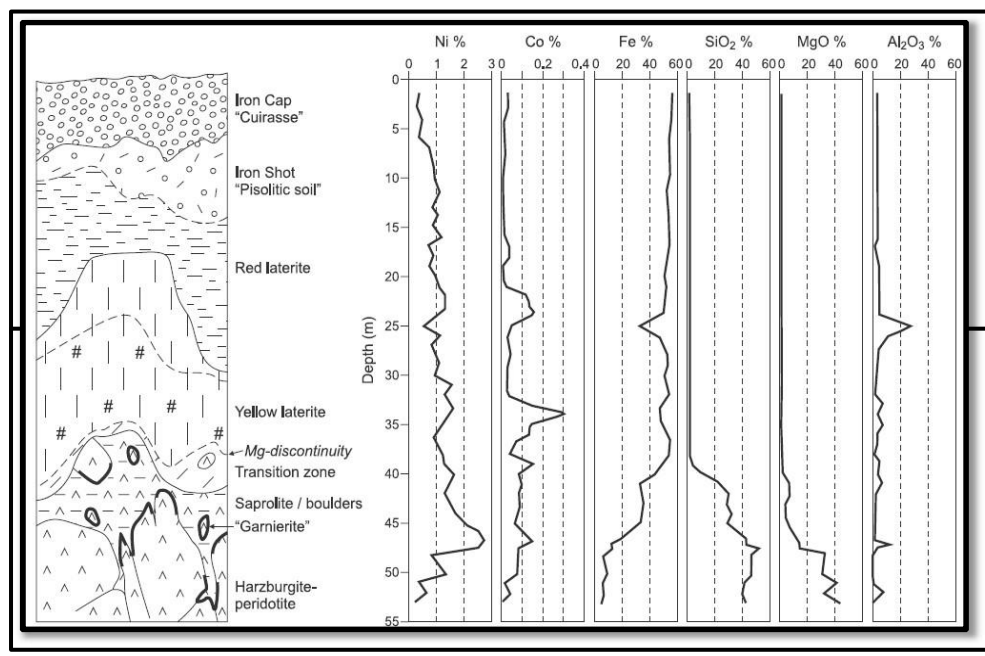 Ni % Co % Fe % SiO₂ % MgO % Al₂O₃ %
0 1 2 3 0 0,2 0,4 0 20 40 60 0 20 40 60 0 20 40 60 0 20 40 60
Iron Cap
"Cuirasse"
Iron Shot
"Pisolitic soil"
Red laterite
# #
# #
#
Yellow laterite
Mg-discontinuity
Transition zone
Saprolite / boulders
"Garnierite"
Harzburgite-
peridotite
Depth (m)
0
5
10
15
20
25
30
35
40
45
50
55